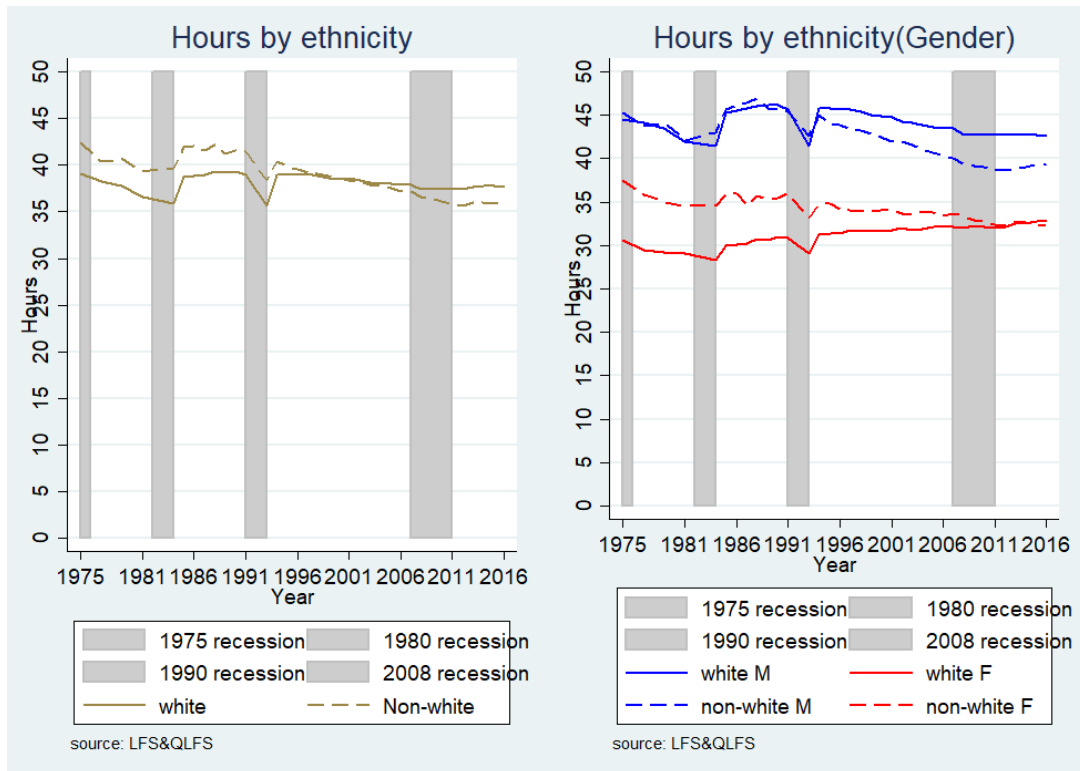 Hours by ethnicity
50
45
40
35
30
25
20
15
10
5
0
Hours
1975 1981 1986 1991 1996 2001 2006 2011 2016
Year
1975 recession 1980 recession
1990 recession 2008 recession
white Non-white
source: LFS&QLFS
Hours by ethnicity(Gender)
50
45
40
35
30
25
20
15
10
5
0
Hours
1975 1981 1986 1991 1996 2001 2006 2011 2016
Year
1975 recession 1980 recession
1990 recession 2008 recession
white M white F
non-white M non-white F
source: LFS&QLFS